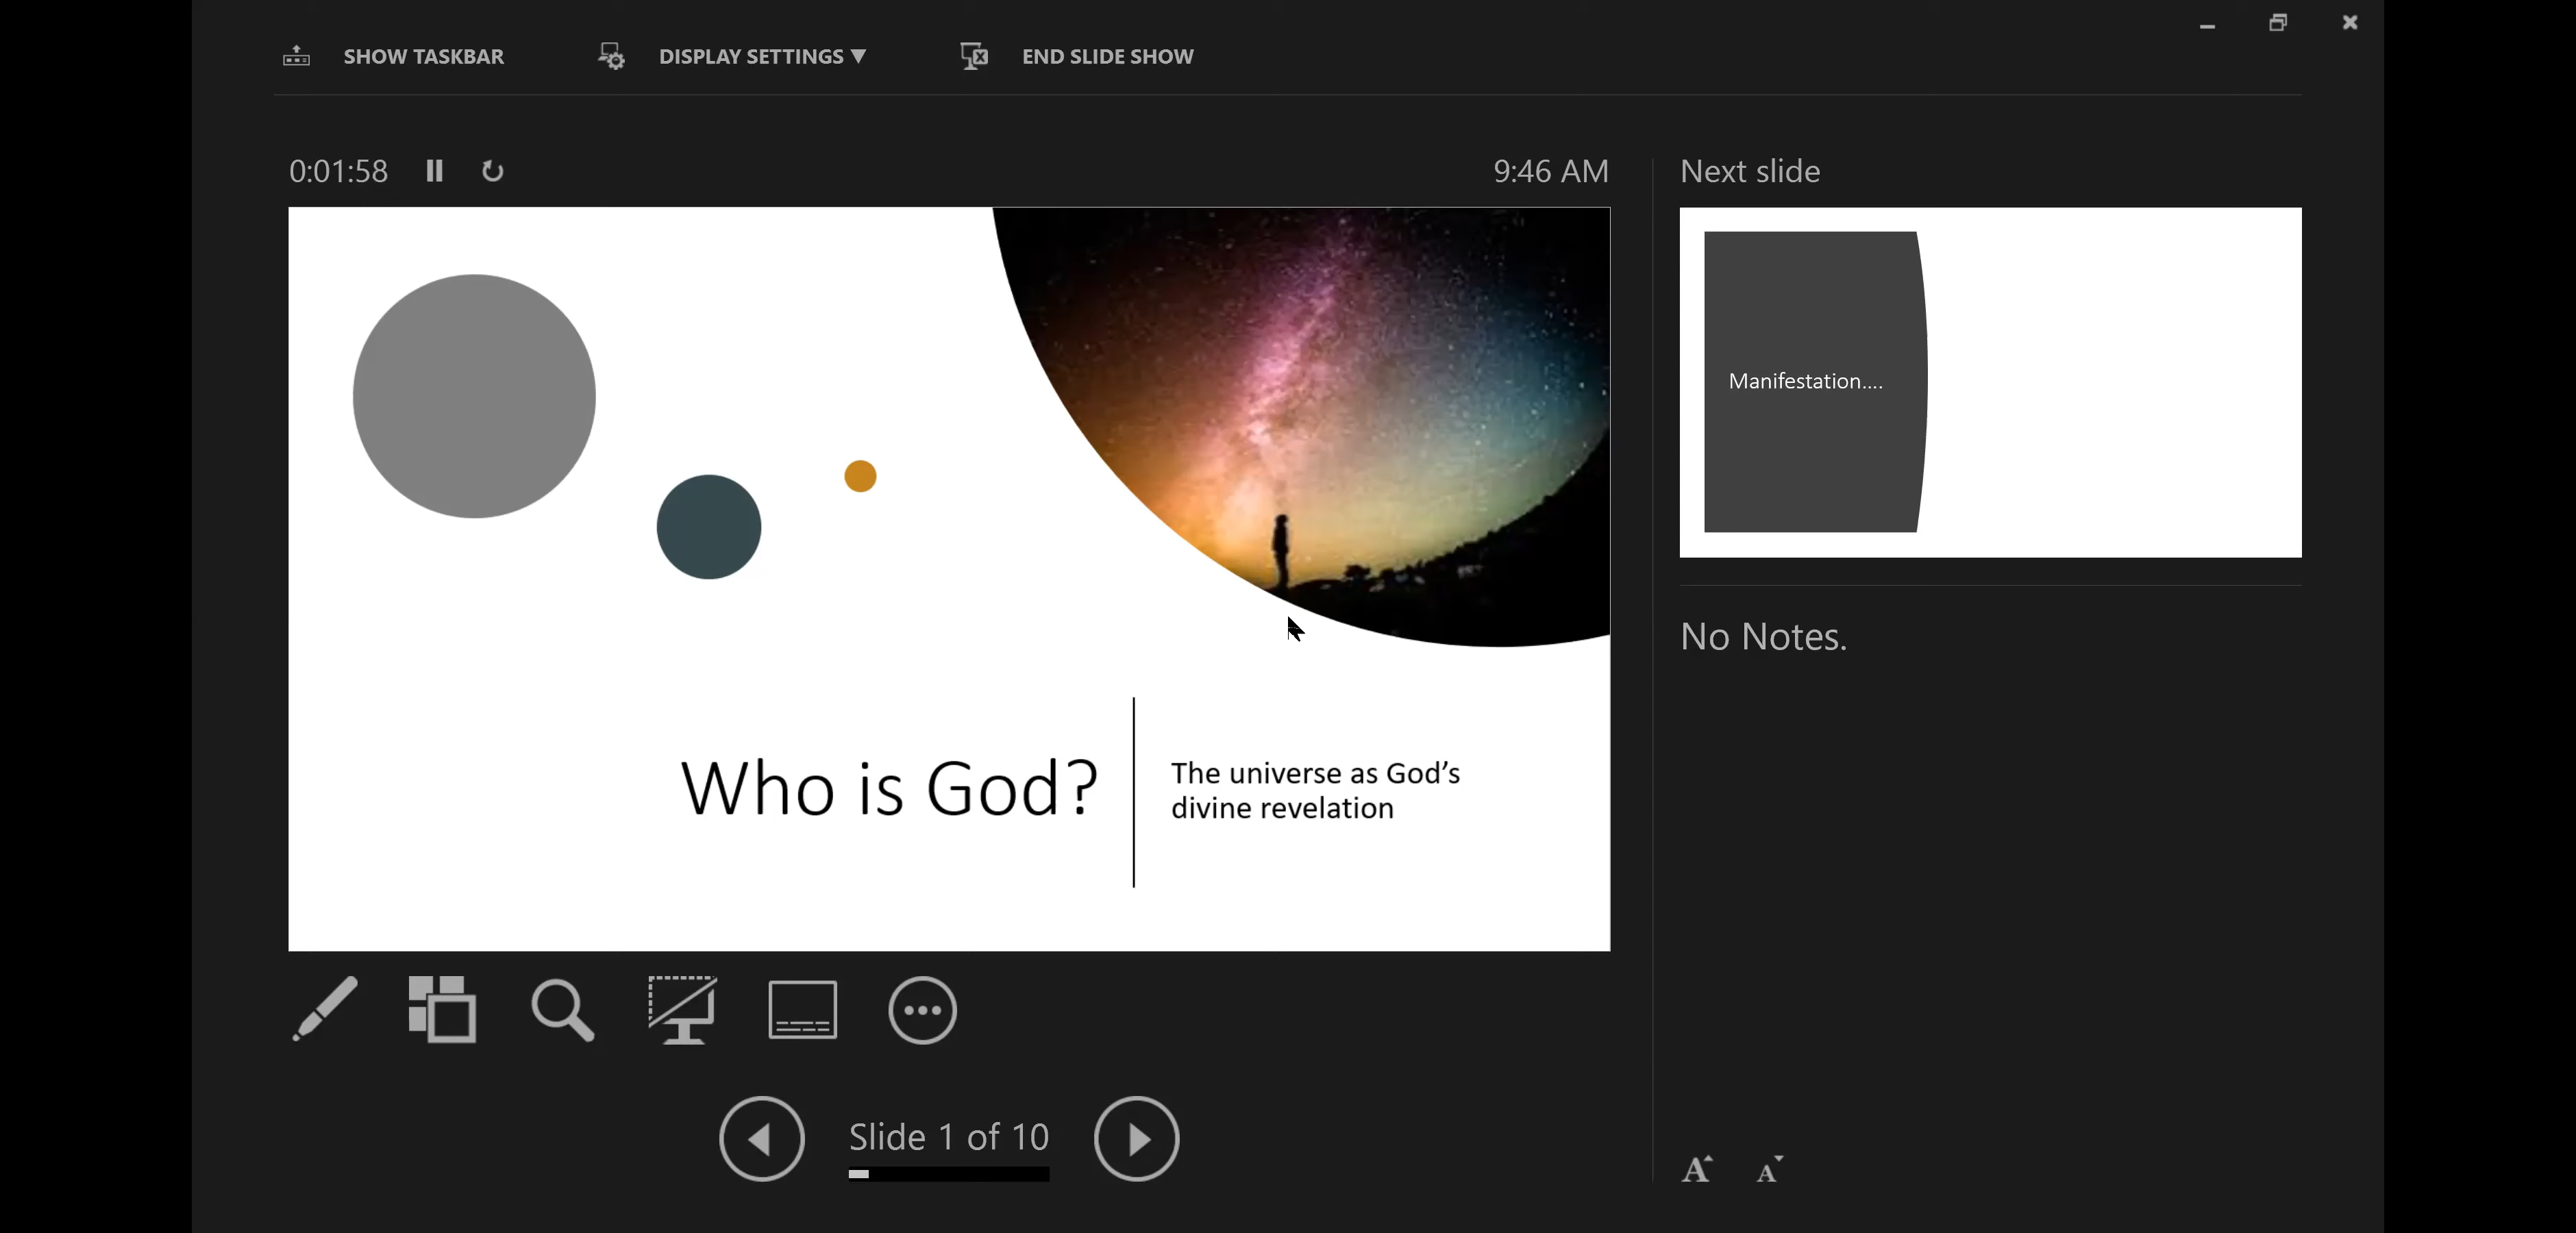 SHOW TASKBAR
DISPLAY SETTINGS ▼
END SLIDE SHOW
0:01:58
9:46 AM
Next slide
Manifestation....
Who is God?
The universe as God’s
divine revelation
No Notes.
Slide 1 of 10
A A